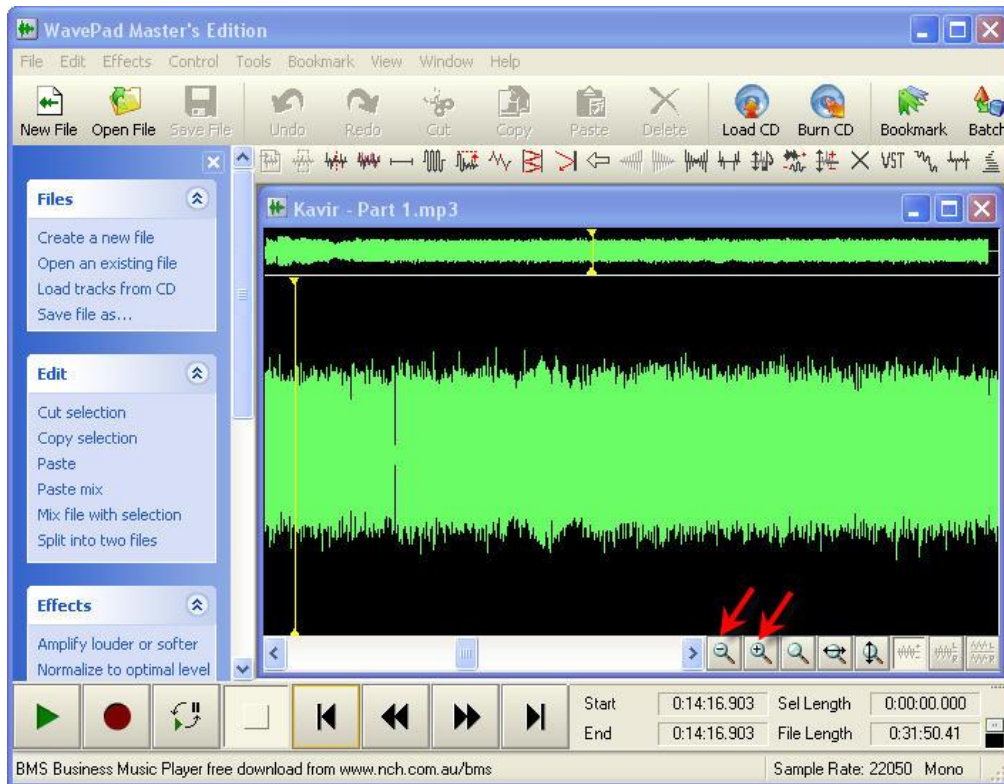 WavePad Master's Edition
File Edit Effects Control Tools Bookmark View Window Help
New File Open File Save File Undo Redo Cut Copy Paste Delete Load CD Burn CD Bookmark Batch
VST
Files
Create a new file
Open an existing file
Load tracks from CD
Save file as...
Edit
Cut selection
Copy selection
Paste
Paste mix
Mix file with selection
Split into two files
Effects
Amplify louder or softer
Normalize to optimal level
Kavir - Part 1.mp3
Start 0:14:16.903 Sel Length 0:00:00.000
End 0:14:16.903 File Length 0:31:50.41
BMS Business Music Player free download from www.nch.com.au/bms
Sample Rate: 22050 Mono